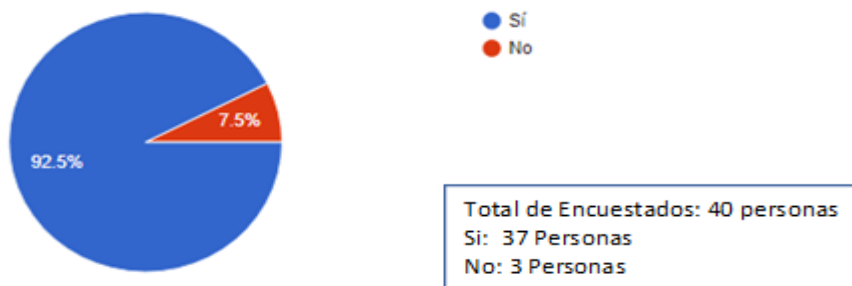 Sí
No
7.5%
92.5%
Total de Encuestados: 40 personas
Si: 37 Personas
No: 3 Personas